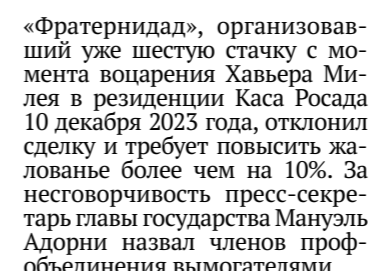 «Фратернидад», организовав-
ший уже шестую стачку с мо-
мента воцарения Хавьера Ми-
лея в резиденции Каса Росада
10 декабря 2023 года, отклонил
сделку и требует повысить жа-
лованье более чем на 10%. За
несговорчивость пресс-секре-
тарь главы государства Мануэль
Адорни назвал членов проф-
объединения вымогателями